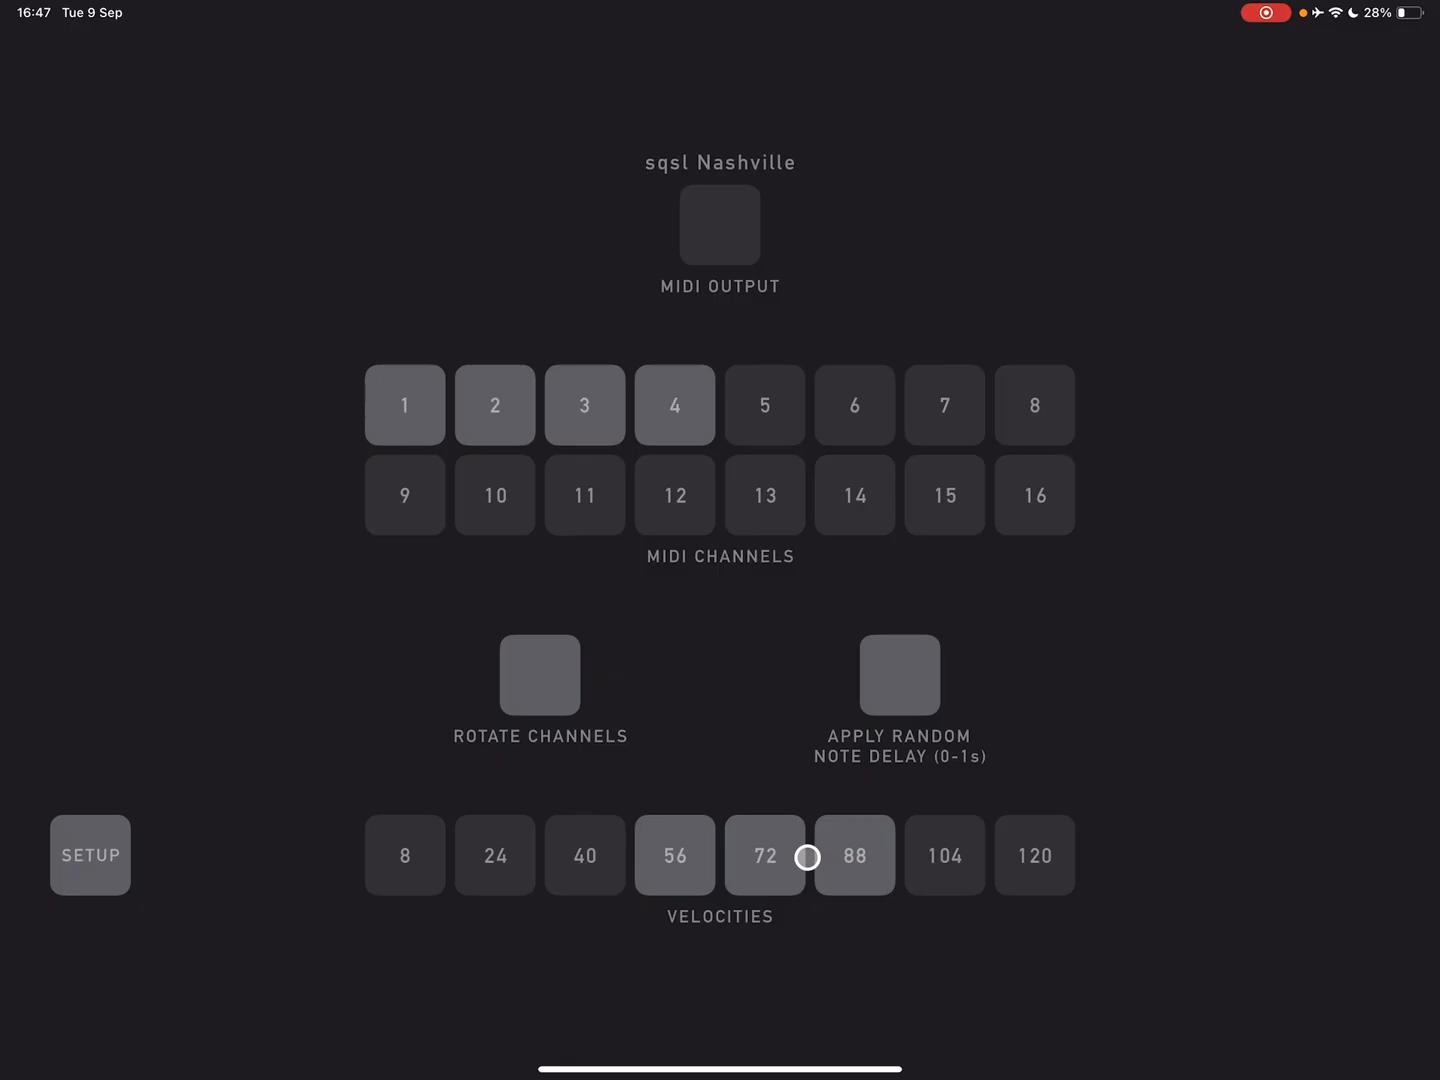 16:47 Tue 9 Sep 28%
sqsl Nashville
MIDI OUTPUT
1 2 3 4 5 6 7 8
9 10 11 12 13 14 15 16
MIDI CHANNELS
ROTATE CHANNELS
APPLY RANDOM
NOTE DELAY (0-1s)
SETUP
8 24 40 56 72 88 104 120
VELOCITIES